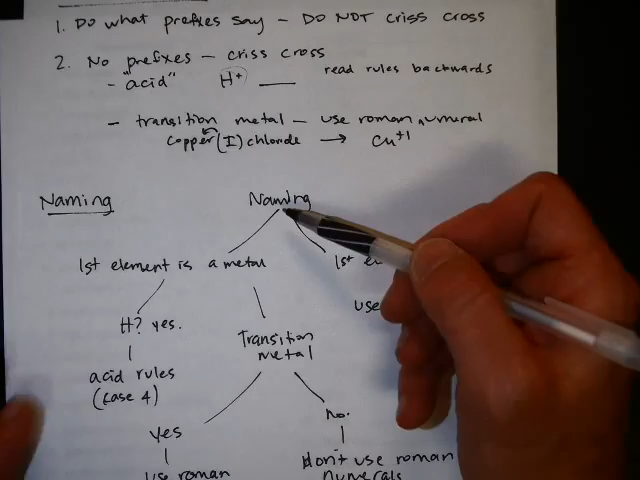 1. Do what prefixes say - DO NOT criss cross
2. No prefixes - criss cross
- "acid" H+ ___ read rules backwards
- transition metal - use roman numeral
copper (I) chloride → Cu+1
Naming
Naming
1st element is a metal
1st
H? yes.
use
Transition metal
acid rules
(case 4)
yes
no.
use roman
don't use roman
numerals